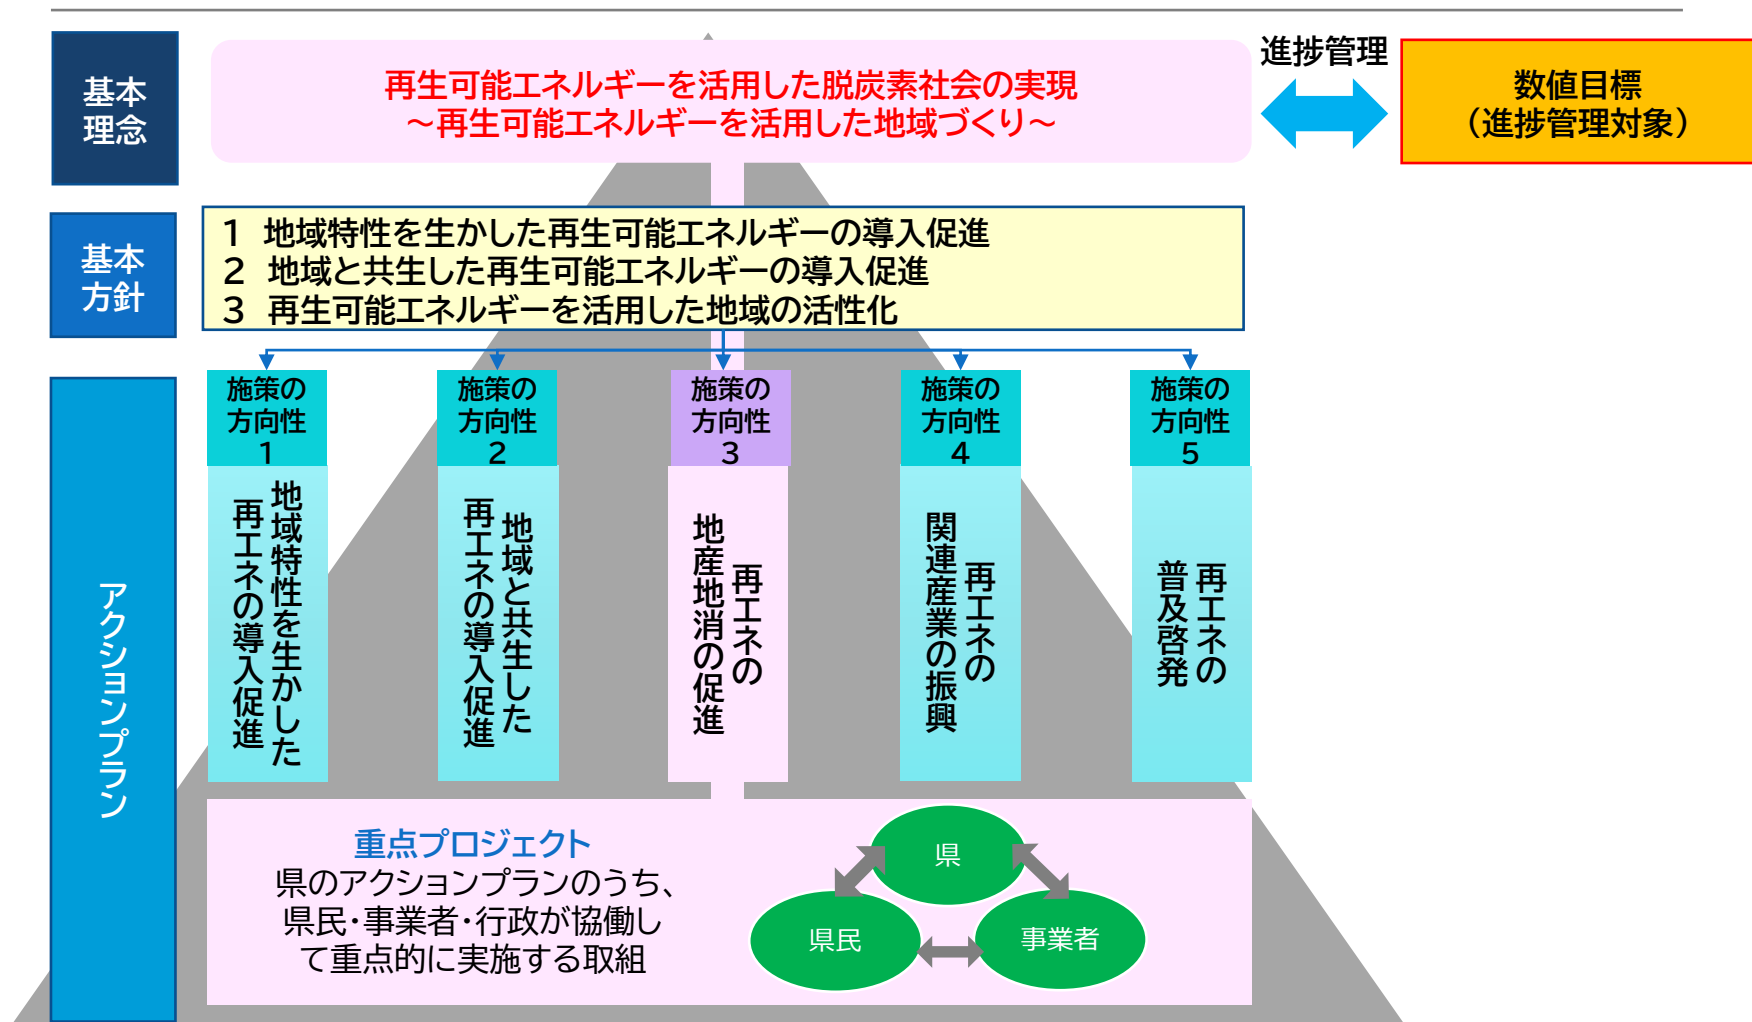 基本
理念
再生可能エネルギーを活用した脱炭素社会の実現
～再生可能エネルギーを活用した地域づくり～
進捗管理
数値目標
（進捗管理対象）
基本
方針
1 地域特性を生かした再生可能エネルギーの導入促進
2 地域と共生した再生可能エネルギーの導入促進
3 再生可能エネルギーを活用した地域の活性化
アクションプラン
施策の
方向性
1
地域特性を生かした
再エネの導入促進
施策の
方向性
2
地域と共生した
再エネの導入促進
施策の
方向性
3
再エネの
地産地消の促進
施策の
方向性
4
再エネの
関連産業の振興
施策の
方向性
5
再エネの
普及啓発
重点プロジェクト
県のアクションプランのうち、
県民・事業者・行政が協働し
て重点的に実施する取組
県
県民
事業者